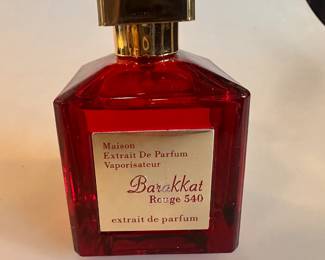 Maison
Extrait De Parfum
Vaporisateur
Barakkat
Rouge 540
extrait de parfum